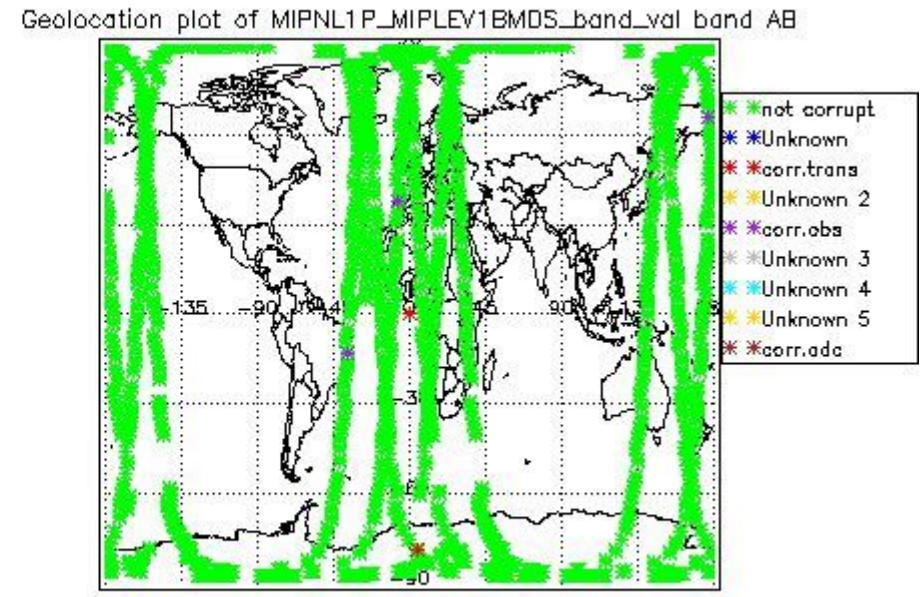 Geolocation plot of MIPNL1P_MIPLEV1BMDS_band_val band AB
not corrupt
Unknown
corr.trans
Unknown 2
corr.obs
Unknown 3
Unknown 4
Unknown 5
corr.adc
-135
-90
90
-90